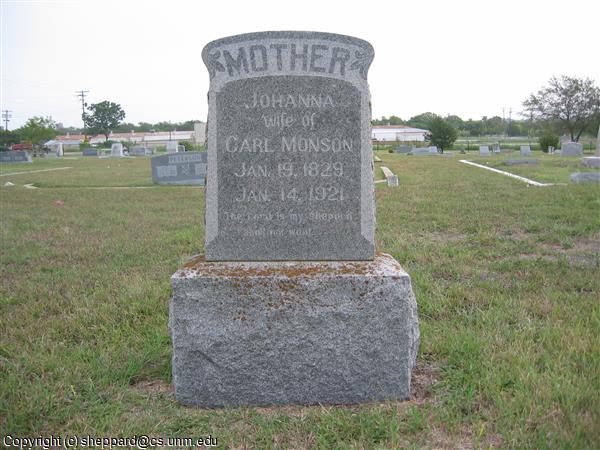 MOTHER
JOHANNA
Wife of
CARL MONSON
JAN. 19, 1829
JAN. 14, 1921
The Lord is my Shepherd
shall not want.
PETERSON
Copyright (c) sheppard@cs.unm.edu